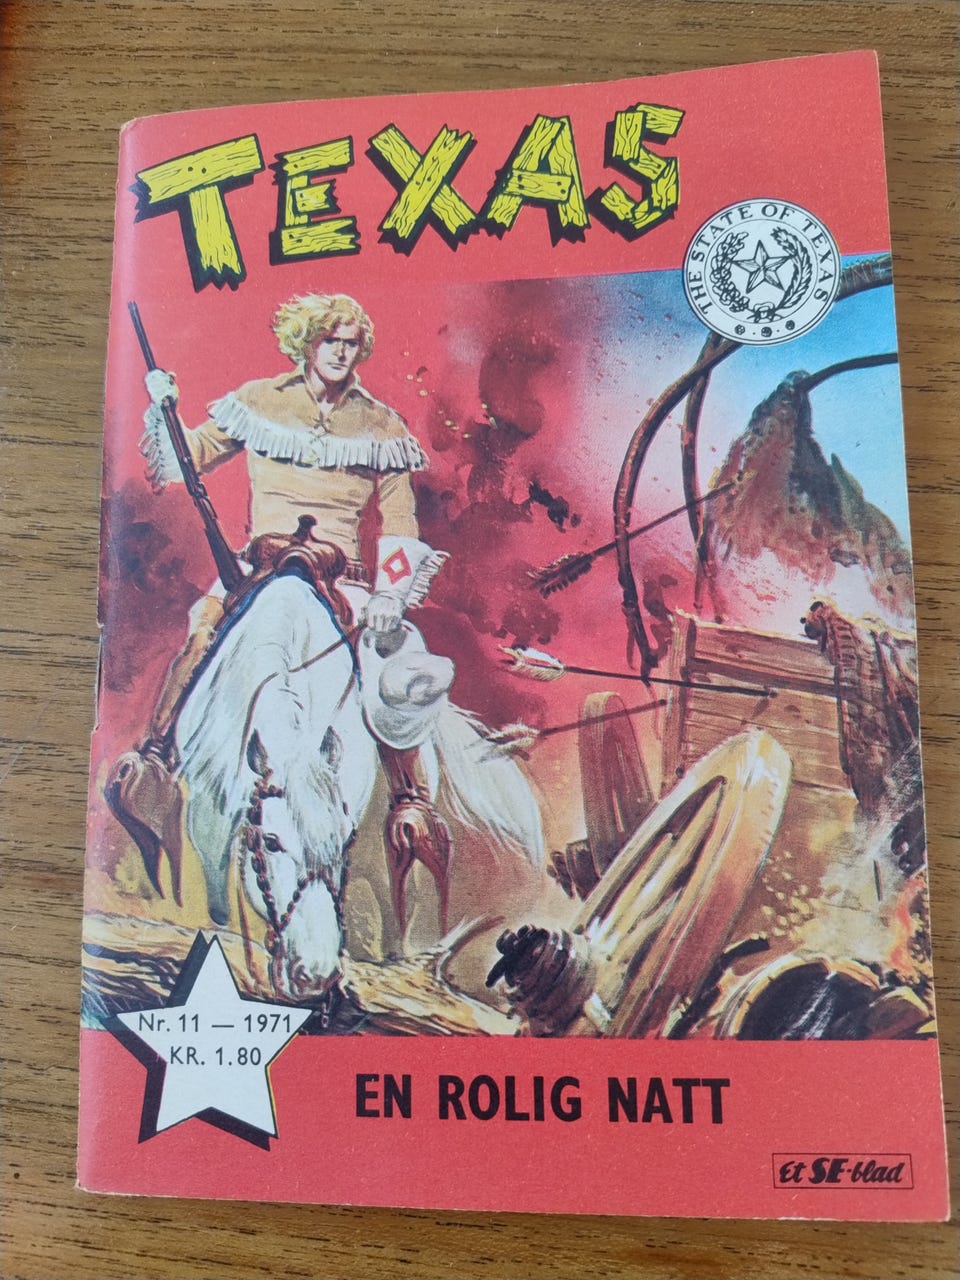 TEXAS
THE STATE OF TEXAS
Nr. 11 — 1971
KR. 1.80
EN ROLIG NATT
Et SE-blad